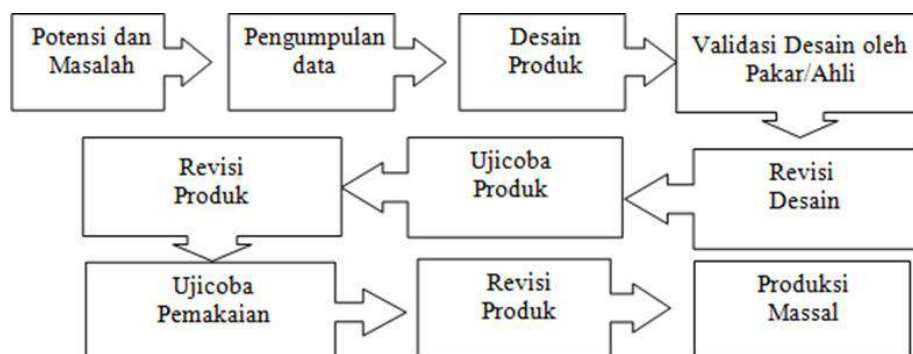 Potensi dan
Masalah
Pengumpulan
data
Desain
Produk
Validasi Desain oleh
Pakar/Ahli
Revisi
Desain
Ujicoba
Produk
Revisi
Produk
Ujicoba
Pemakaian
Revisi
Produk
Produksi
Massal